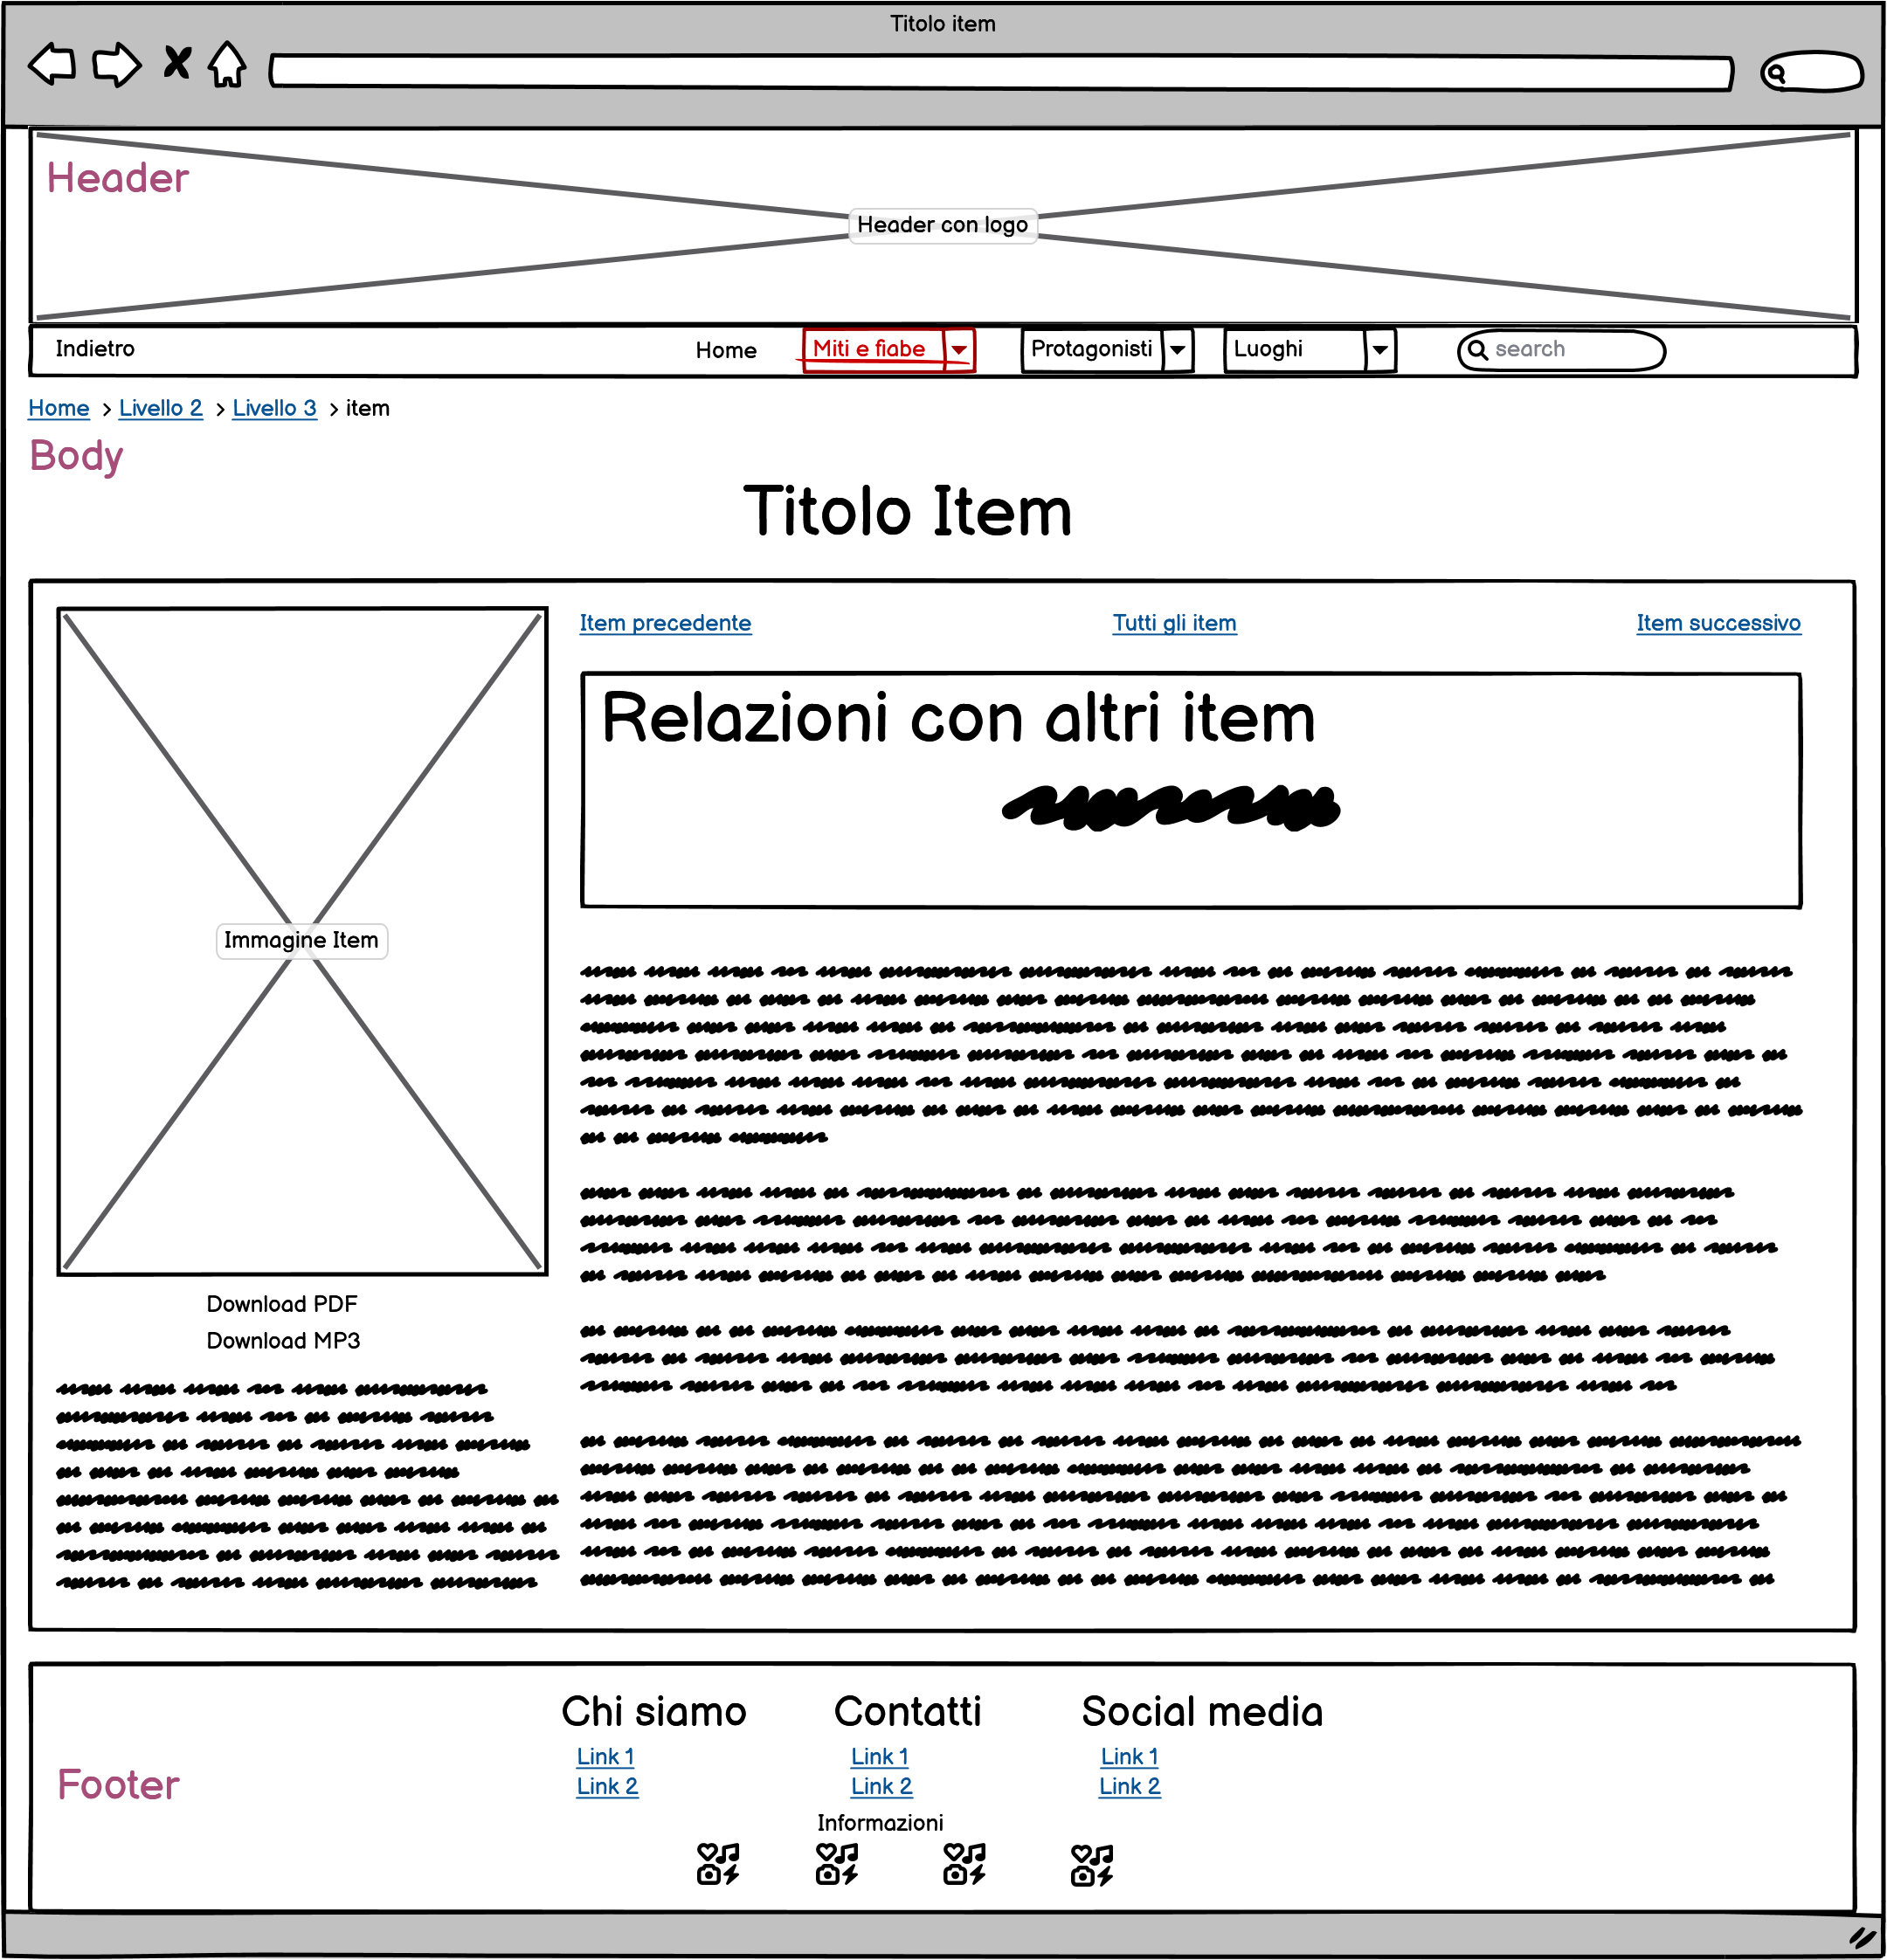 Titolo item
Header
Header con logo
Indietro Home Miti e fiabe Protagonisti Luoghi search
Home > Livello 2 > Livello 3 > item
Body
Titolo Item
Item precedente Tutti gli item Item successivo
Relazioni con altri item
Immagine Item
Download PDF
Download MP3
Chi siamo Contatti Social media
Link 1 Link 1 Link 1
Link 2 Link 2 Link 2
Footer
Informazioni